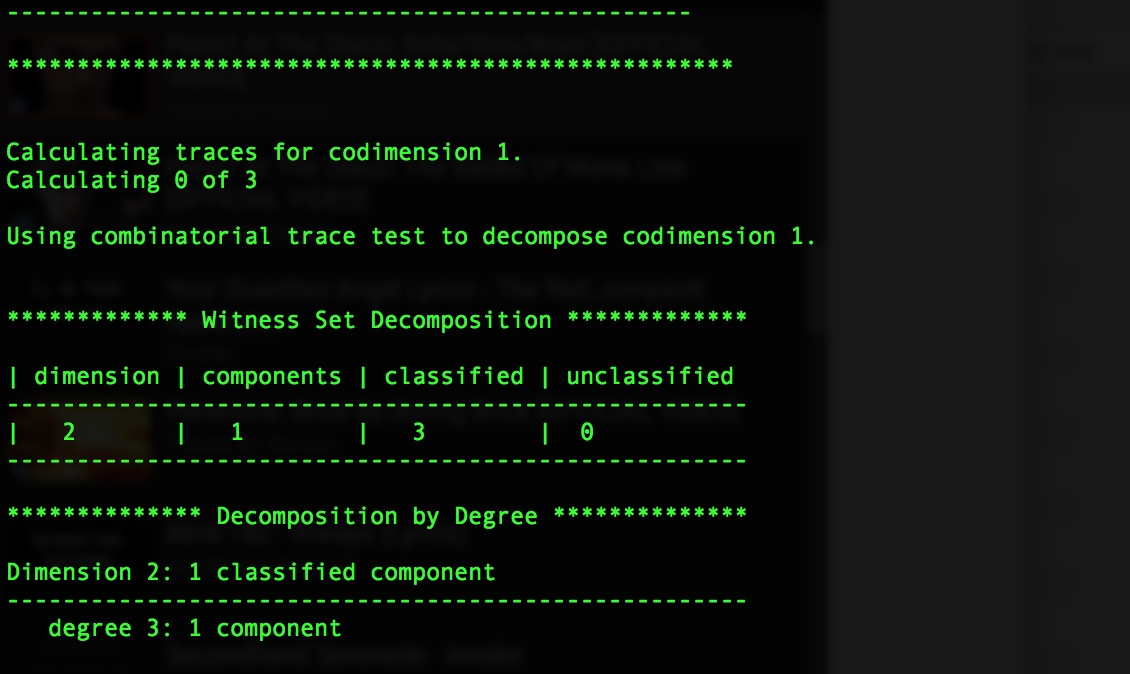 ----------------------------------------------------
****************************************************
Calculating traces for codimension 1.
Calculating 0 of 3
Using combinatorial trace test to decompose codimension 1.
************* Witness Set Decomposition *************
| dimension | components | classified | unclassified
-----------------------------------------------------
|   2       |   1        |   3        |  0
-----------------------------------------------------
************** Decomposition by Degree **************
Dimension 2: 1 classified component
-----------------------------------------------------
   degree 3: 1 component